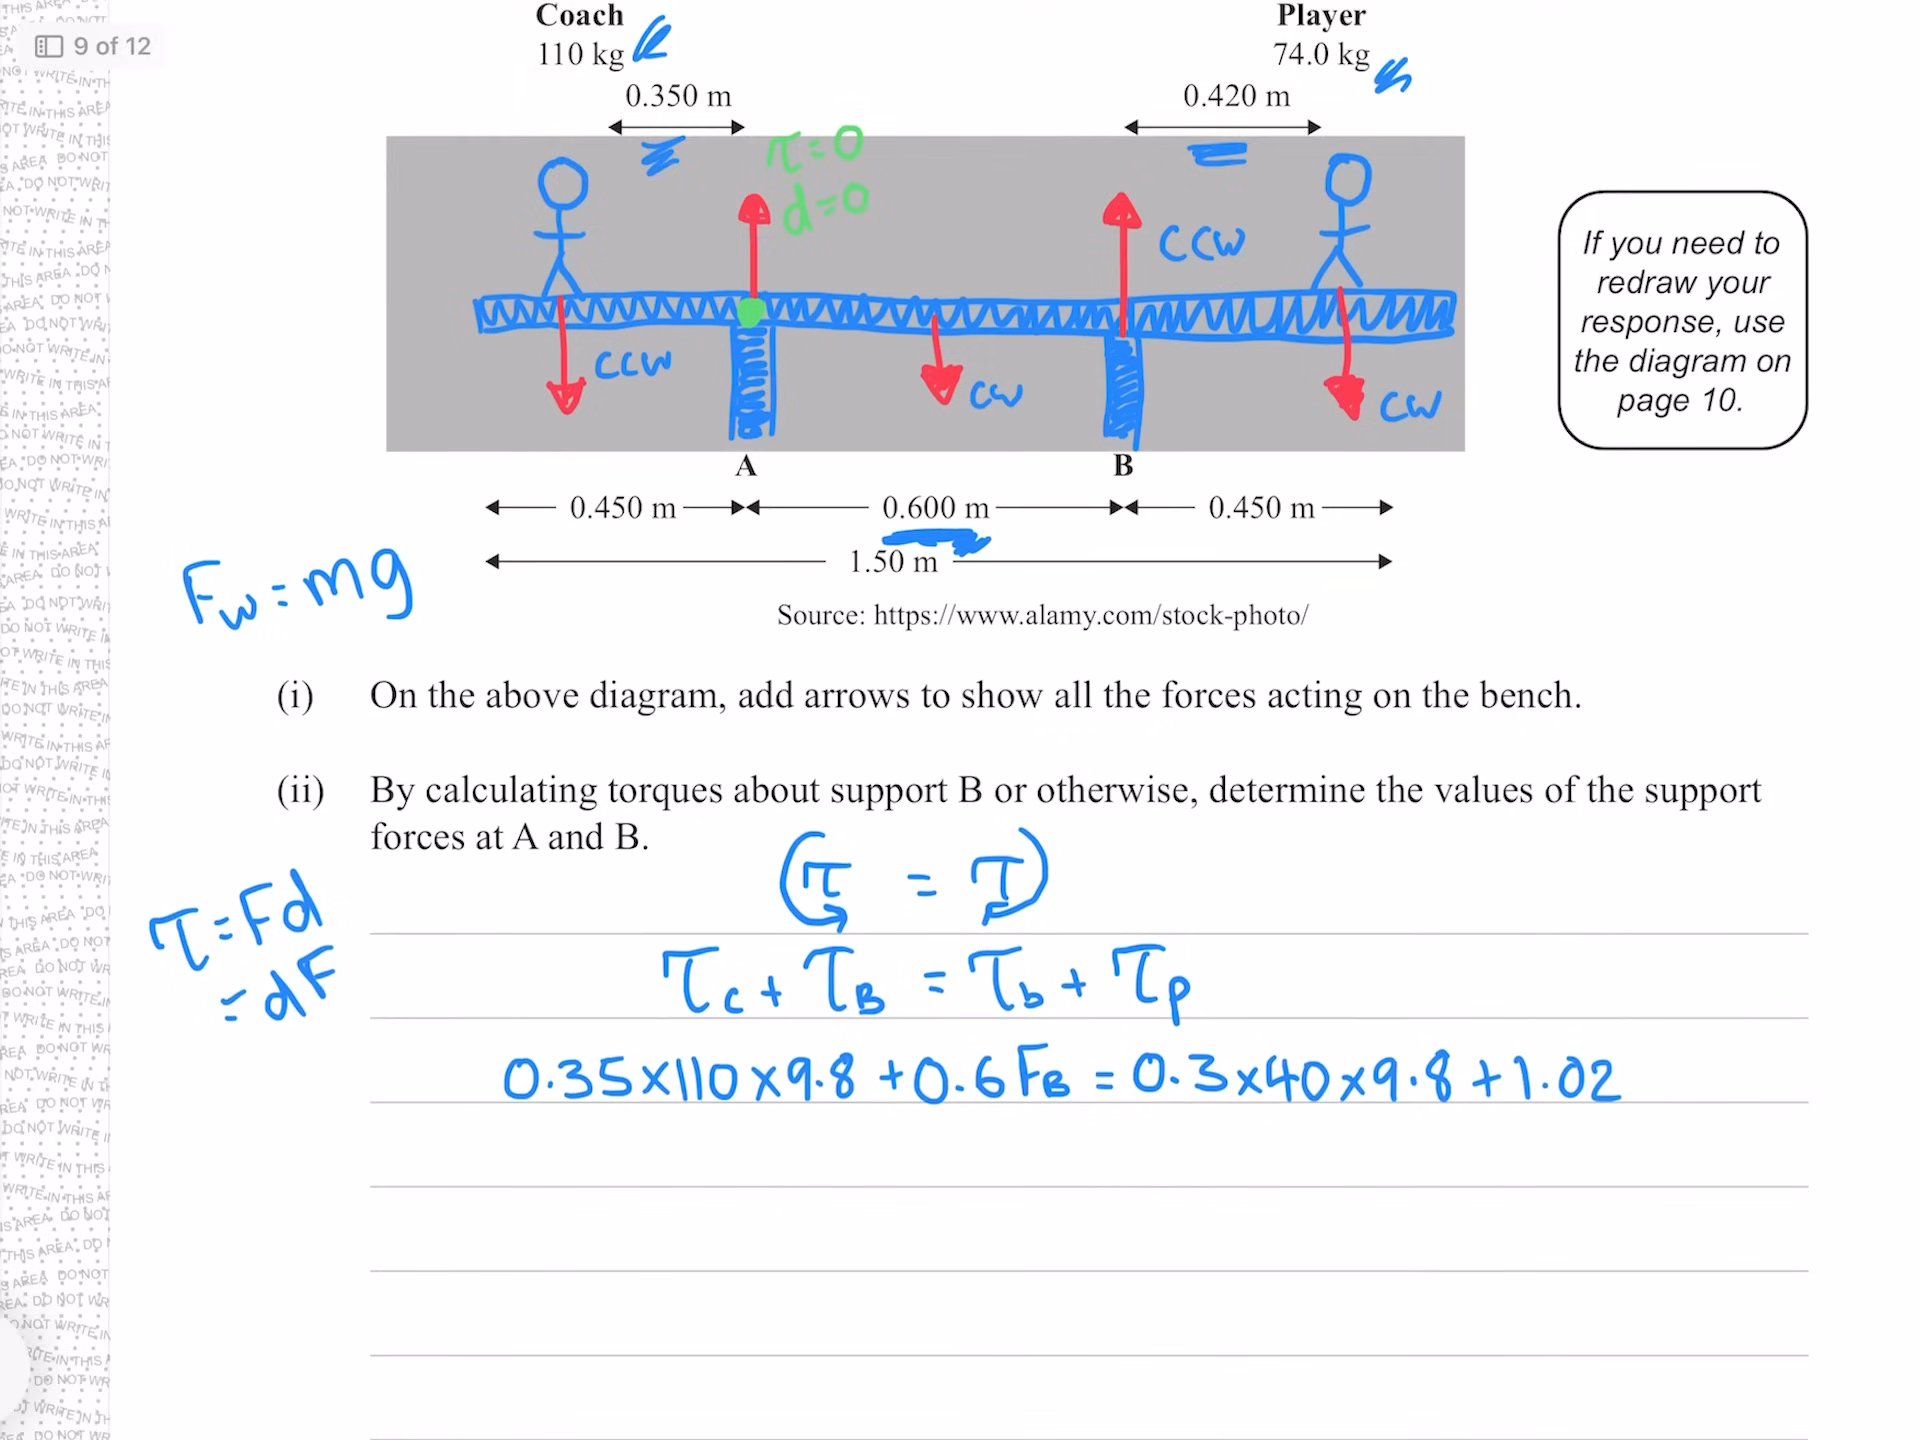 9 of 12
Coach
110 kg
Player
74.0 kg
0.350 m
0.420 m
τ=0
d=0
CCW
CCW
CW
CW
A
B
0.450 m
0.600 m
0.450 m
1.50 m
If you need to
redraw your
response, use
the diagram on
page 10.
Fw=mg
Source: https://www.alamy.com/stock-photo/
(i) On the above diagram, add arrows to show all the forces acting on the bench.
(ii) By calculating torques about support B or otherwise, determine the values of the support
forces at A and B.
τ = τ
τ=Fd
=dF
τc + τB = τb + τp
0.35×110×9.8 +0.6FB = 0.3×40×9.8+1.02